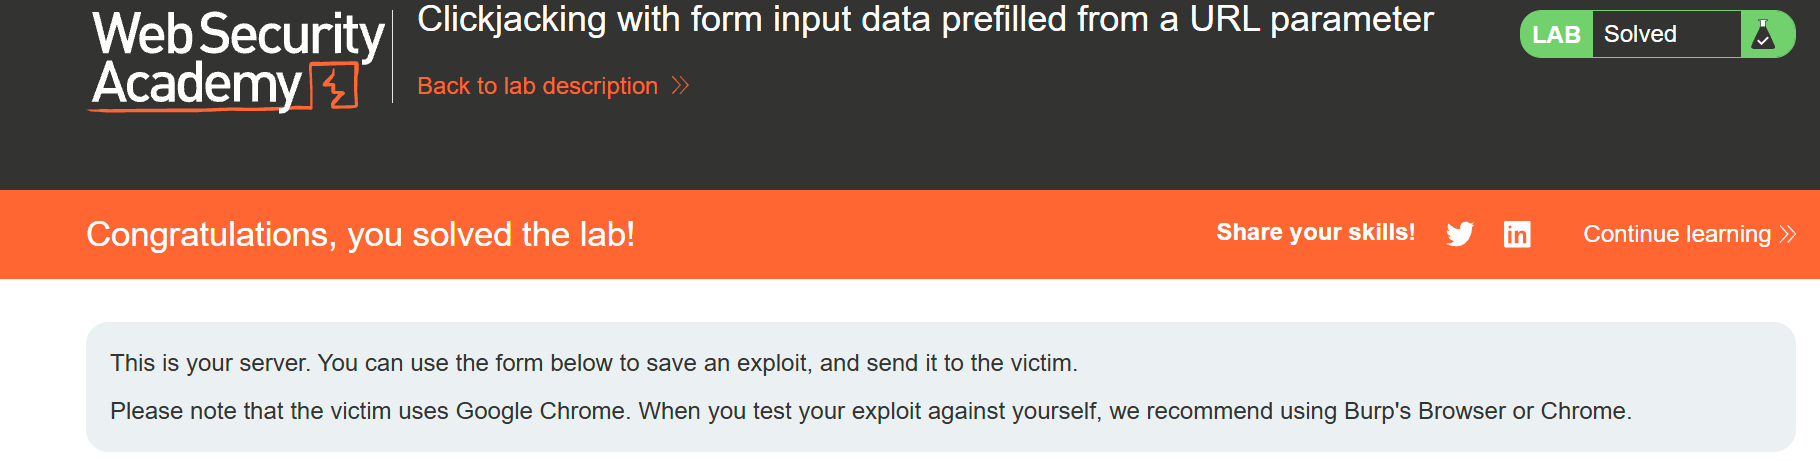 Web Security
Academy
Clickjacking with form input data prefilled from a URL parameter
Back to lab description
LAB Solved
Congratulations, you solved the lab!
Share your skills!
Continue learning
This is your server. You can use the form below to save an exploit, and send it to the victim.
Please note that the victim uses Google Chrome. When you test your exploit against yourself, we recommend using Burp's Browser or Chrome.